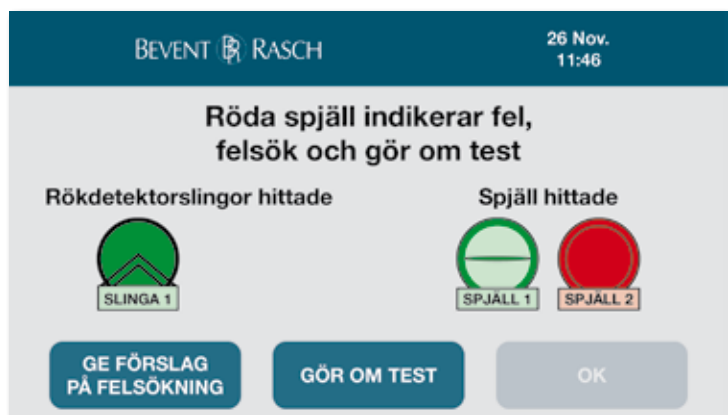 BEVENT BR RASCH
26 Nov.
11:46
Röda spjäll indikerar fel,
felsök och gör om test
Rökdetektorslingor hittade
Spjäll hittade
SLINGA 1
SPJÄLL 1
SPJÄLL 2
GE FÖRSLAG
PÅ FELSÖKNING
GÖR OM TEST
OK